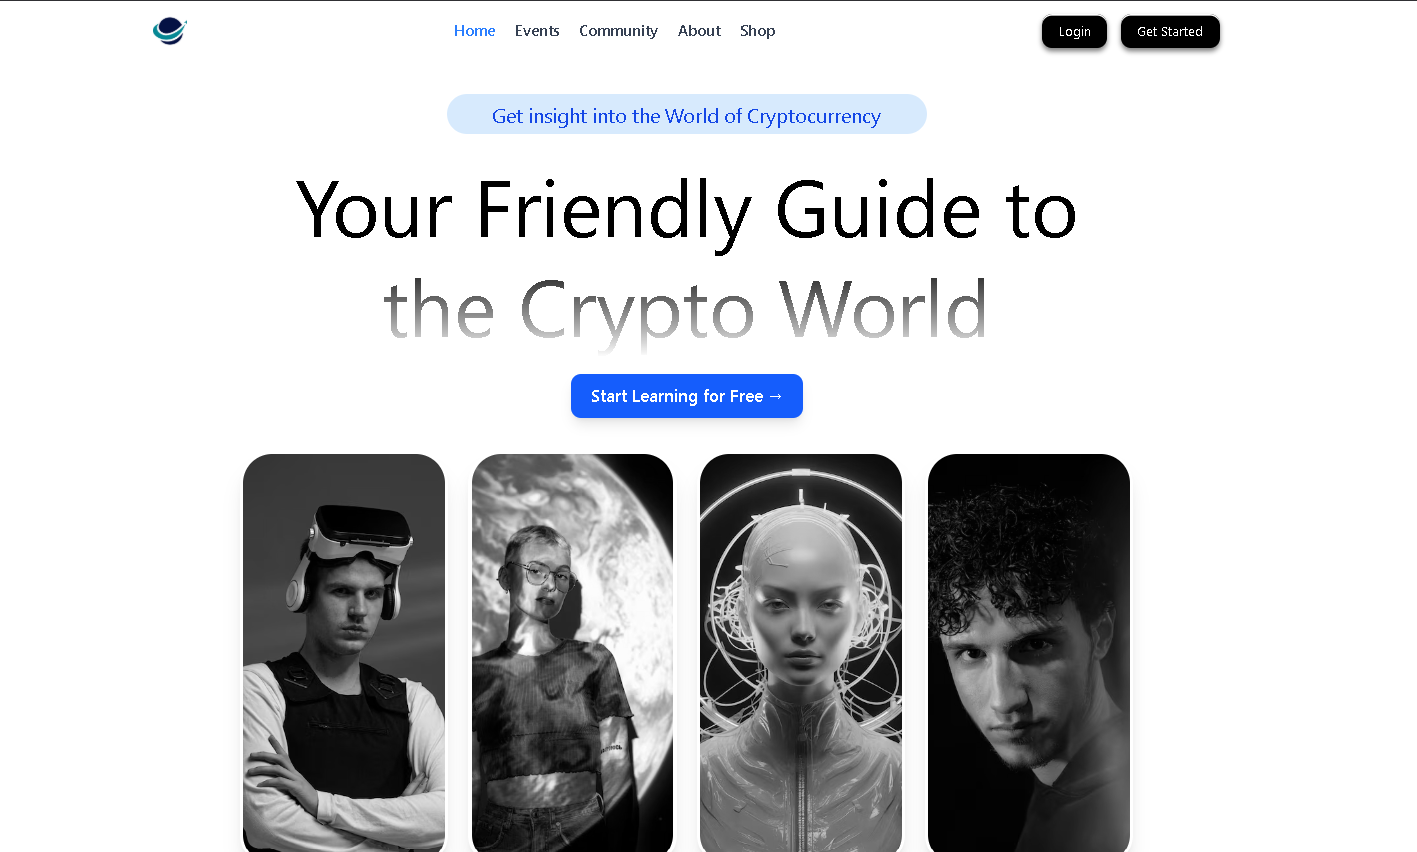 Home Events Community About Shop Login Get Started
Get insight into the World of Cryptocurrency
Your Friendly Guide to
the Crypto World
Start Learning for Free →